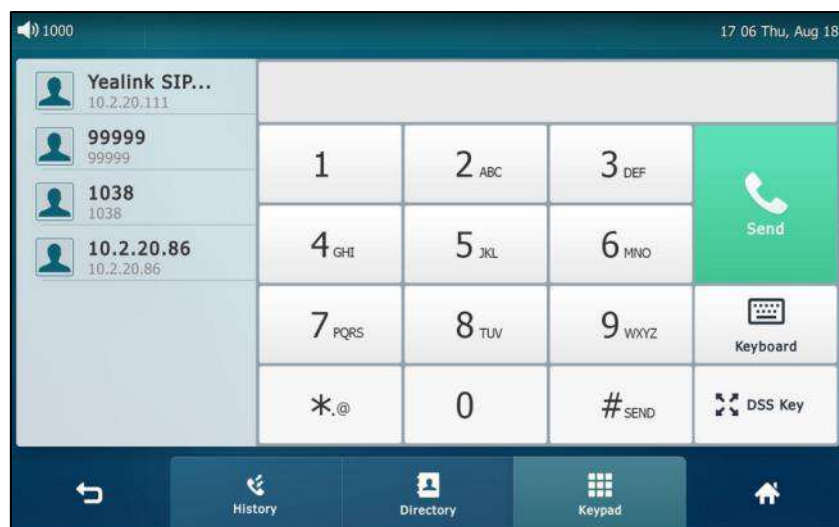 1000
17 06 Thu, Aug 18
Yealink SIP...
10.2.20.111
99999
99999
1038
1038
10.2.20.86
10.2.20.86
1
2 ABC
3 DEF
Send
4 GHI
5 JKL
6 MNO
7 PQRS
8 TUV
9 WXYZ
Keyboard
*.@
0
# SEND
DSS Key
History
Directory
Keypad